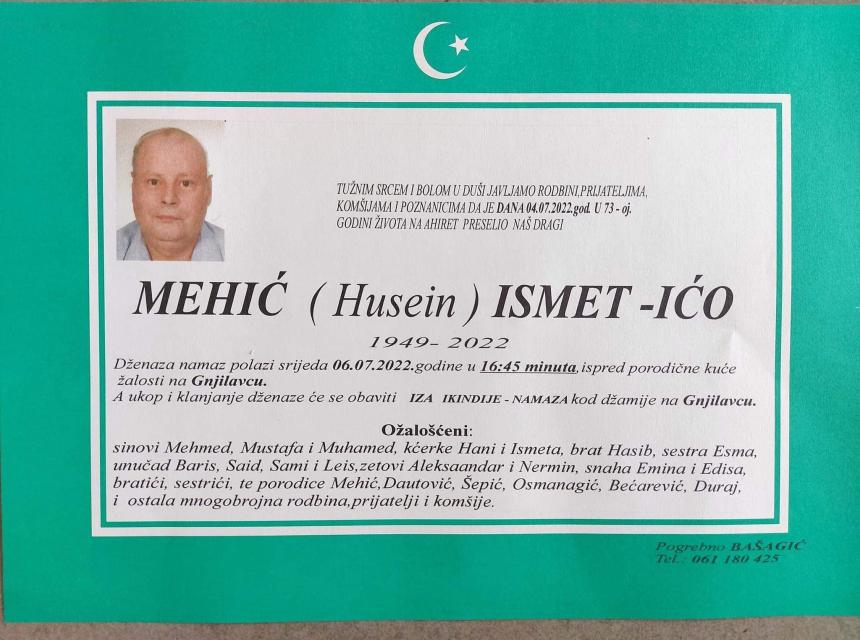 TUŽNIM SRCEM I BOLOM U DUŠI JAVLJAMO RODBINI,PRIJATELJIMA,
KOMŠIJAMA I POZNANICIMA DA JE DANA 04.07.2022.god. U 73 - oj.
GODINI ŽIVOTA NA AHIRET PRESELIO NAŠ DRAGI
MEHIĆ ( Husein ) ISMET -IĆO
1949- 2022
Dženaza namaz polazi srijeda 06.07.2022.godine u 16:45 minuta,ispred porodične kuće
žalosti na Gnjilavcu.
A ukop i klanjanje dženaze će se obaviti IZA IKINDIJE - NAMAZA kod džamije na Gnjilavcu.
Ožalošćeni:
sinovi Mehmed, Mustafa i Muhamed, kćerke Hani i Ismeta, brat Hasib, sestra Esma,
unučad Baris, Said, Sami i Leis,zetovi Aleksaandar i Nermin, snaha Emina i Edisa,
bratići, sestrići, te porodice Mehić,Dautović, Šepić, Osmanagić, Bećarević, Duraj,
i ostala mnogobrojna rodbina,prijatelji i komšije.
Pogrebno BAŠAGIĆ
Tel.: 061 180 425